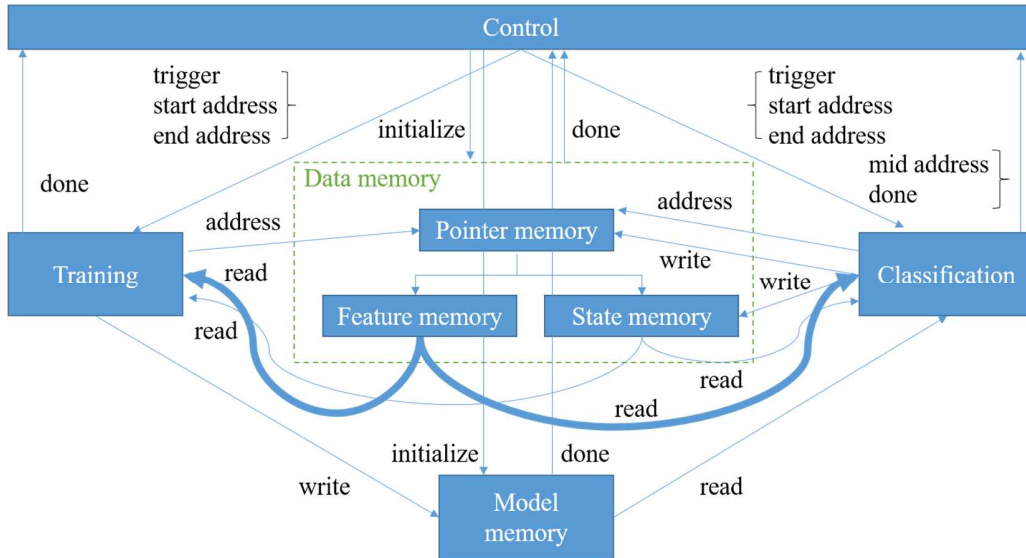 Control
trigger
start address
end address
trigger
start address
end address
initialize
done
mid address
done
done
Data memory
address
address
Pointer memory
Training
Classification
read
write
write
Feature memory
State memory
read
read
read
initialize
done
write
read
Model
memory